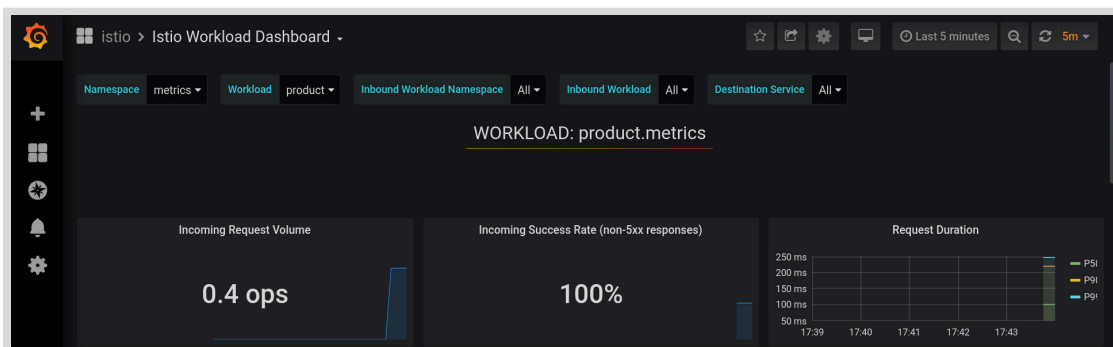 istio > Istio Workload Dashboard
Last 5 minutes
5m
Namespace metrics Workload product Inbound Workload Namespace All Inbound Workload All Destination Service All
WORKLOAD: product.metrics
Incoming Request Volume
0.4 ops
Incoming Success Rate (non-5xx responses)
100%
Request Duration
250 ms
200 ms
150 ms
100 ms
50 ms
17:39 17:40 17:41 17:42 17:43